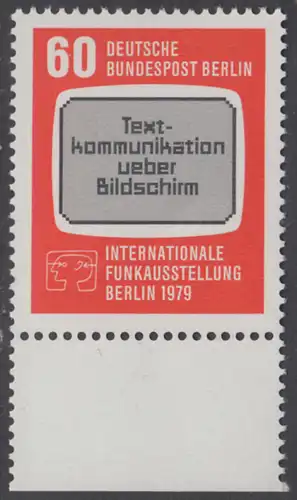 60 DEUTSCHE
BUNDESPOST BERLIN
Text-
kommunikation
ueber
Bildschirm
INTERNATIONALE
FUNKAUSSTELLUNG
BERLIN 1979